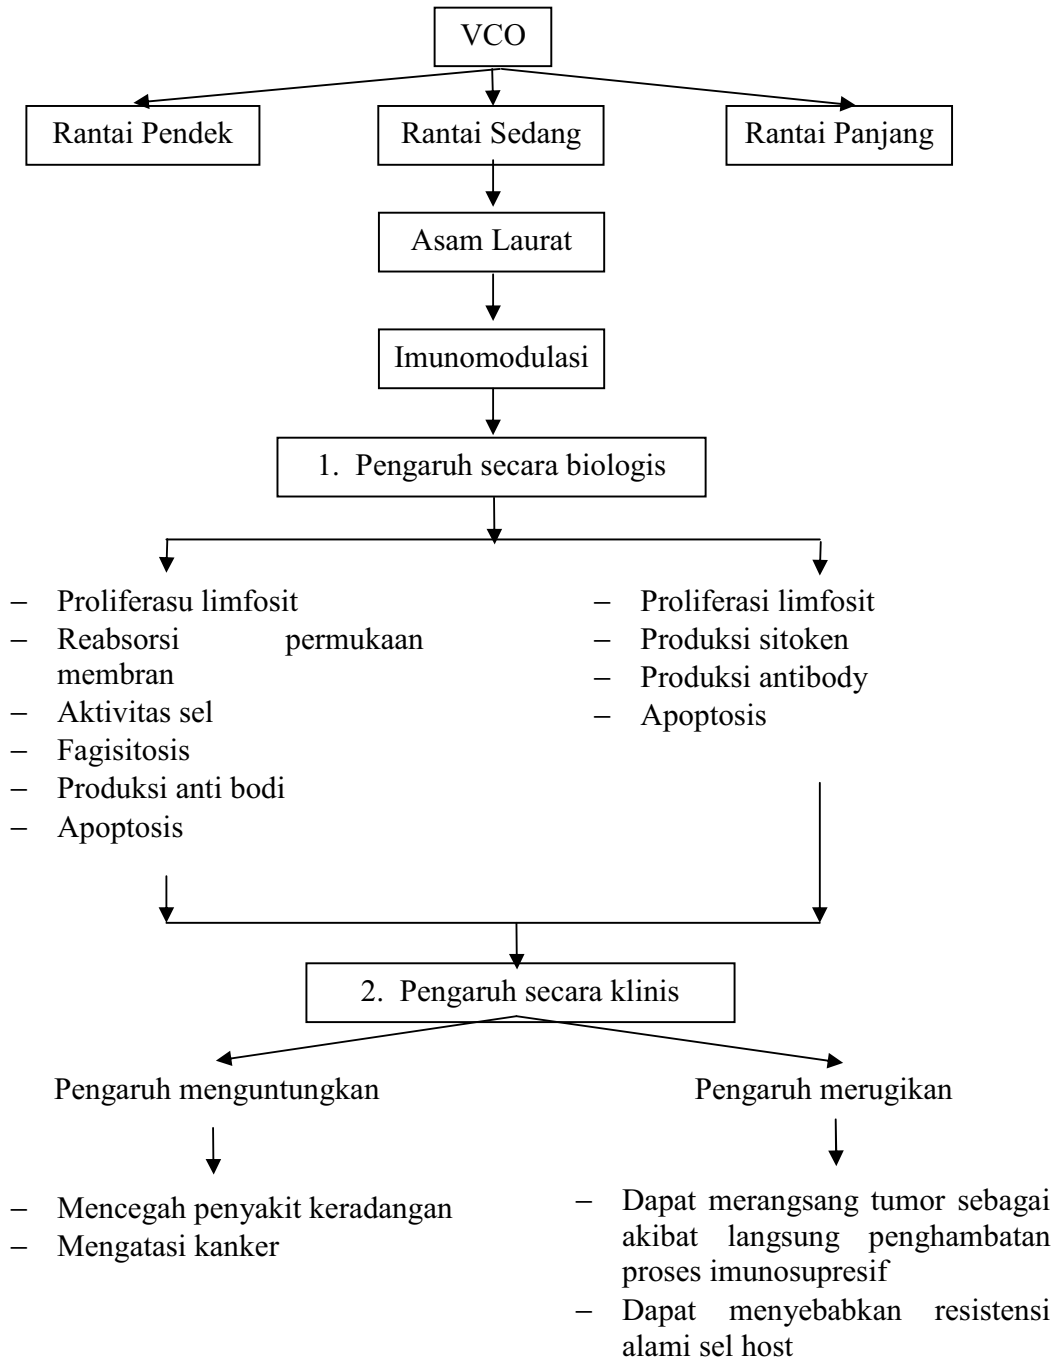 VCO
Rantai Pendek
Rantai Sedang
Rantai Panjang
Asam Laurat
Imunomodulasi
1. Pengaruh secara biologis
– Proliferasu limfosit
– Reabsorsi permukaan
membran
– Aktivitas sel
– Fagisitosis
– Produksi anti bodi
– Apoptosis
– Proliferasi limfosit
– Produksi sitoken
– Produksi antibody
– Apoptosis
2. Pengaruh secara klinis
Pengaruh menguntungkan
– Mencegah penyakit keradangan
– Mengatasi kanker
Pengaruh merugikan
– Dapat merangsang tumor sebagai
akibat langsung penghambatan
proses imunosupresif
– Dapat menyebabkan resistensi
alami sel host